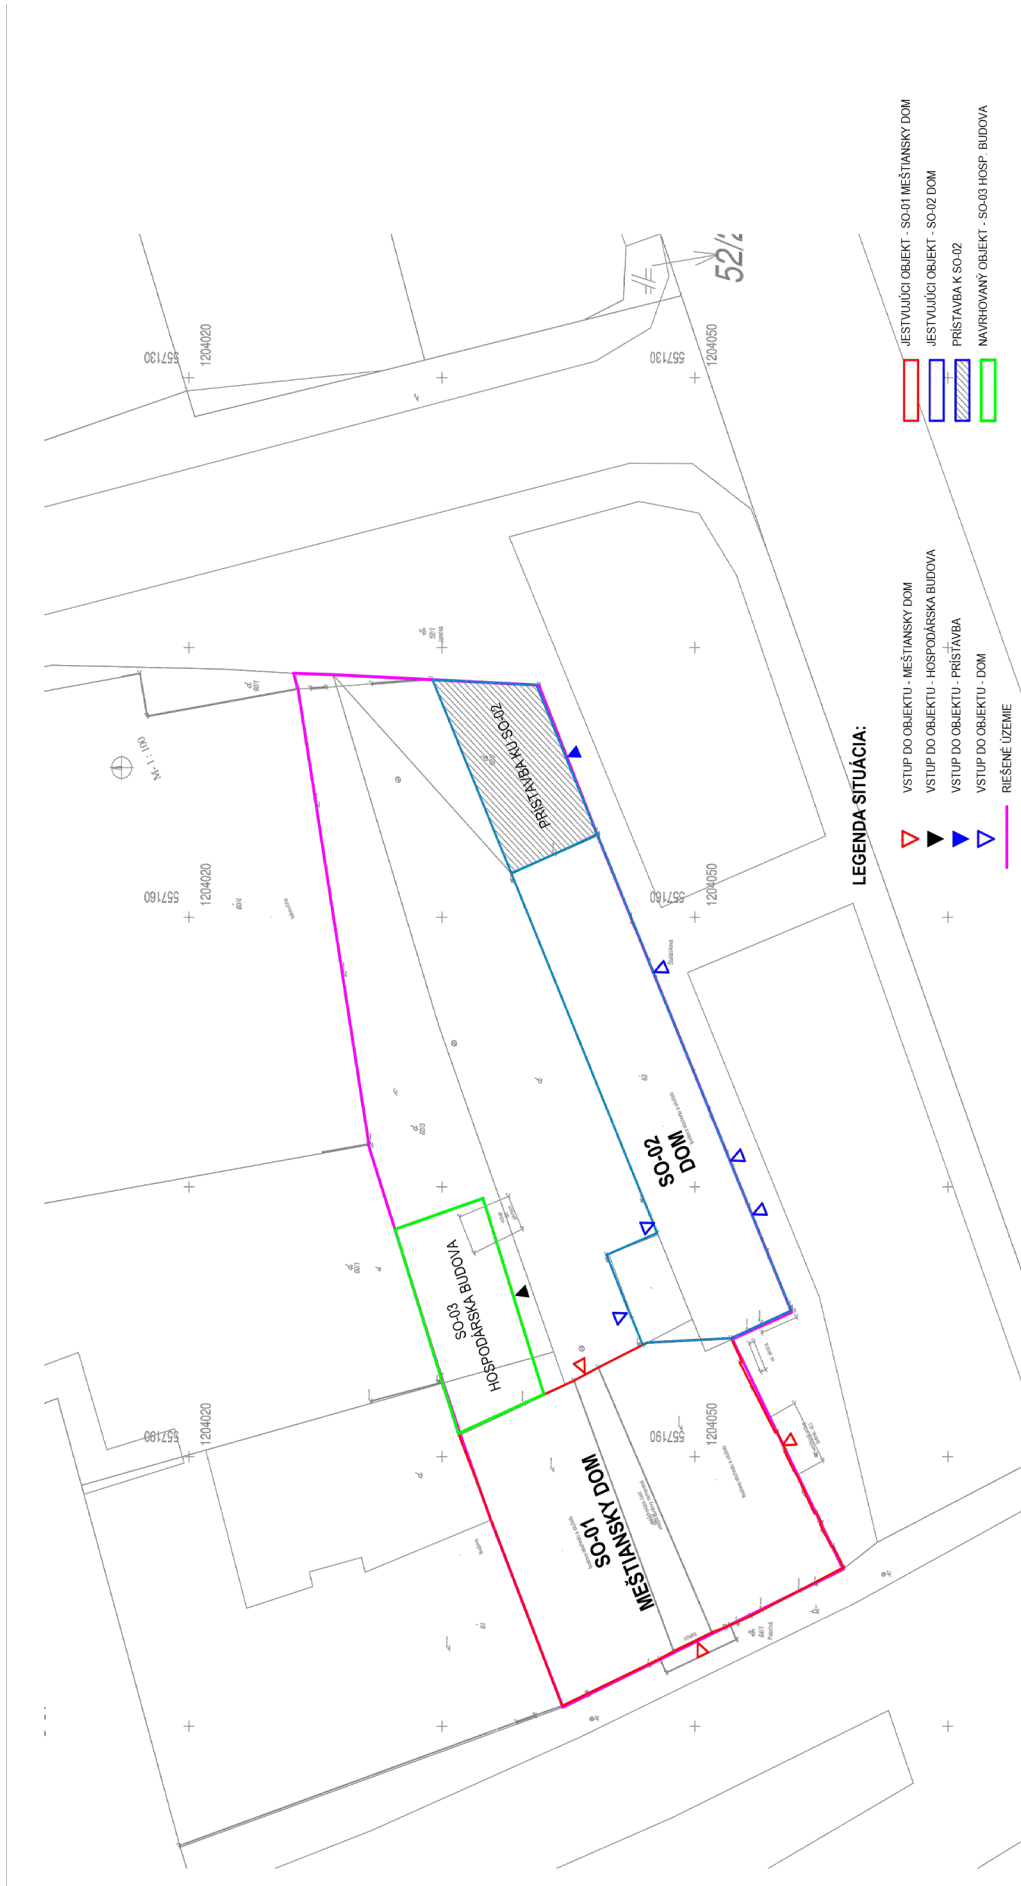 M- 1 : 100
557130
1204020
557130
1204050
52/2
557160
1204020
557160
1204050
557190
1204020
557190
1204050
PRÍSTAVBA KU SO-02
SO-02
DOM
SO-03
HOSPODÁRSKA BUDOVA
SO-01
MEŠTIANSKY DOM
LEGENDA SITUÁCIA:
VSTUP DO OBJEKTU - MEŠTIANSKY DOM
VSTUP DO OBJEKTU - HOSPODÁRSKA BUDOVA
VSTUP DO OBJEKTU - PRÍSTAVBA
VSTUP DO OBJEKTU - DOM
RIEŠENÉ ÚZEMIE
JESTVUJÚCI OBJEKT - SO-01 MEŠTIANSKY DOM
JESTVUJÚCI OBJEKT - SO-02 DOM
PRÍSTAVBA K SO-02
NAVRHOVANÝ OBJEKT - SO-03 HOSP. BUDOVA